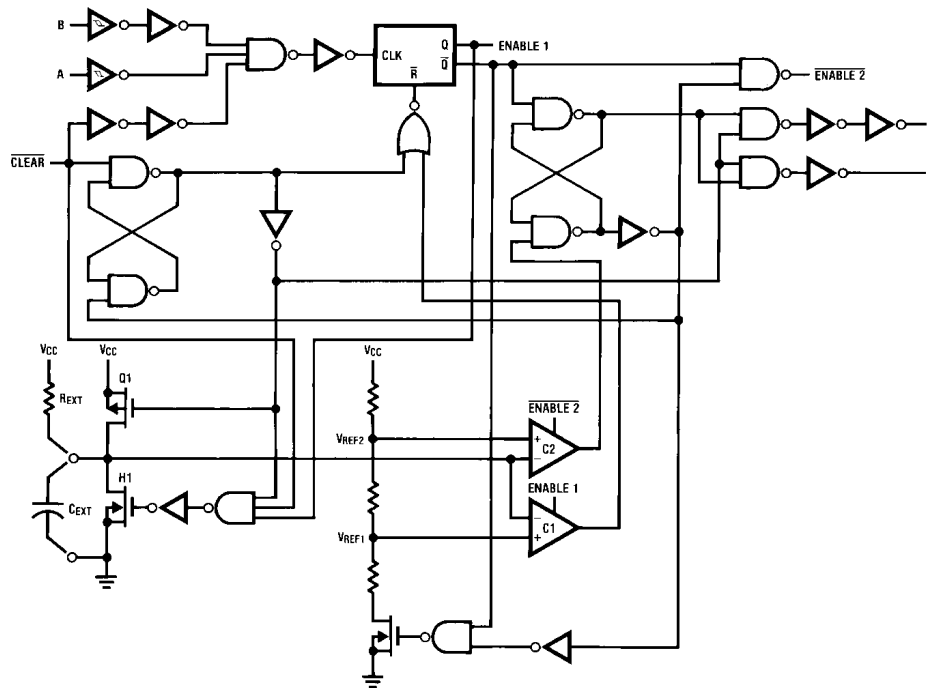 B
A
CLEAR
CLK
Q
Q̅
R̅
ENABLE 1
ENABLE 2
VCC
VCC
VCC
REXT
Q1
CEXT
H1
VREF2
VREF1
ENABLE 2
+
−
C2
ENABLE 1
−
+
C1